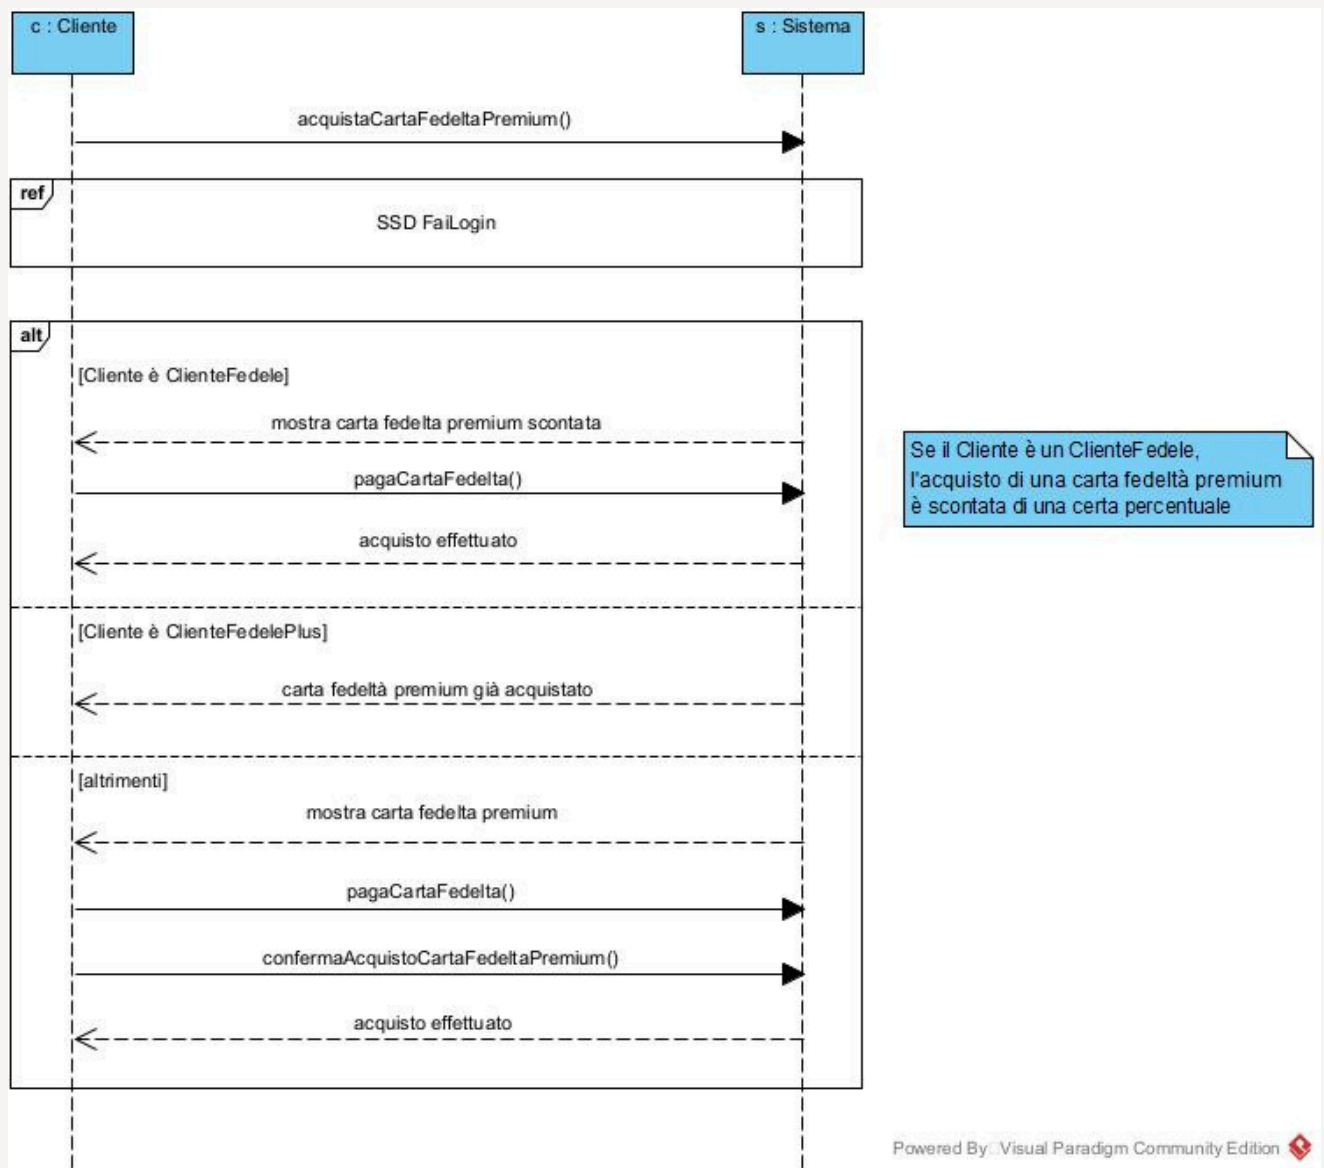 c : Cliente
s : Sistema
acquistaCartaFedeltaPremium()
ref
SSD FaiLogin
alt
[Cliente è ClienteFedele]
mostra carta fedelta premium scontata
Se il Cliente è un ClienteFedele,
l'acquisto di una carta fedeltà premium
è scontata di una certa percentuale
pagaCartaFedelta()
acquisto effettuato
[Cliente è ClienteFedelePlus]
carta fedeltà premium già acquistato
[altrimenti]
mostra carta fedelta premium
pagaCartaFedelta()
confermaAcquistoCartaFedeltaPremium()
acquisto effettuato
Powered By Visual Paradigm Community Edition